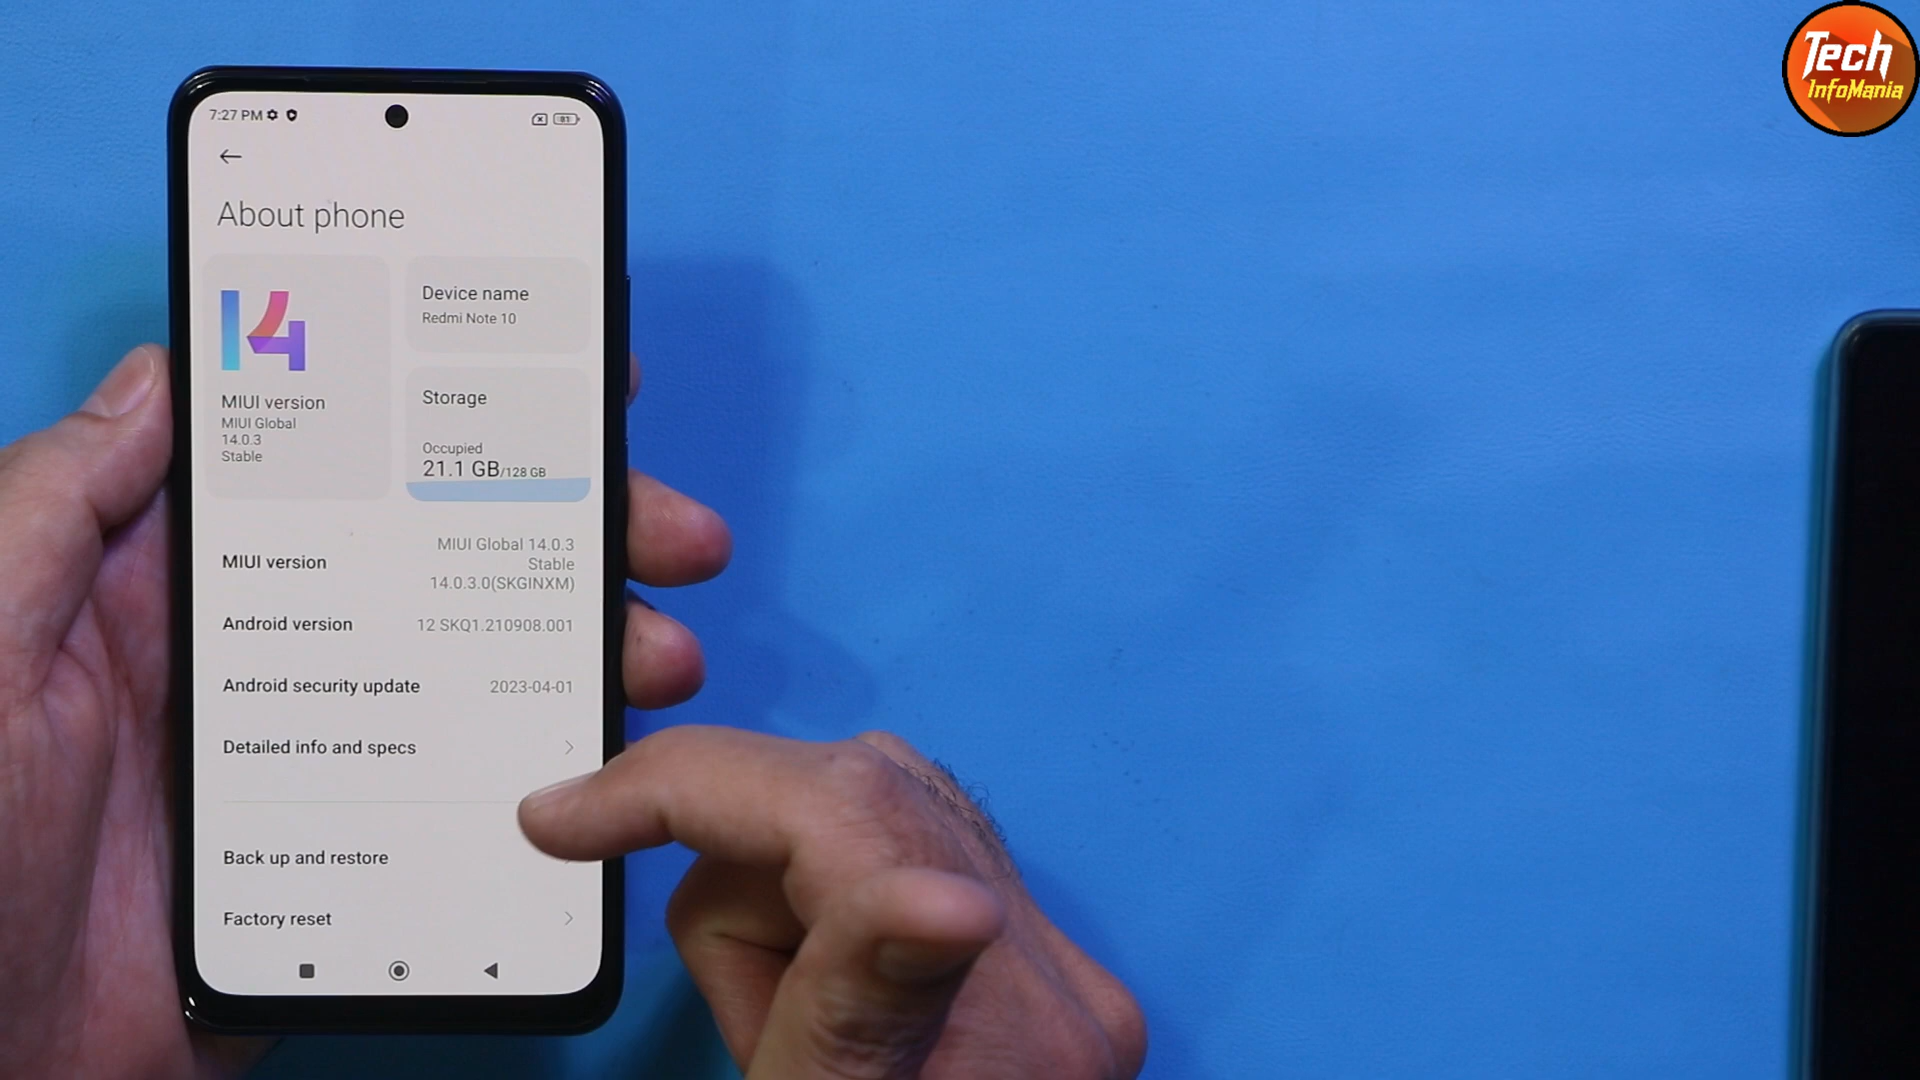 Tech
InfoMania
7:27 PM
81
About phone
14
MIUI version
MIUI Global
14.0.3
Stable
Device name
Redmi Note 10
Storage
Occupied
21.1 GB/128 GB
MIUI version
MIUI Global 14.0.3
Stable
14.0.3.0(SKGINXM)
Android version
12 SKQ1.210908.001
Android security update
2023-04-01
Detailed info and specs
Back up and restore
Factory reset